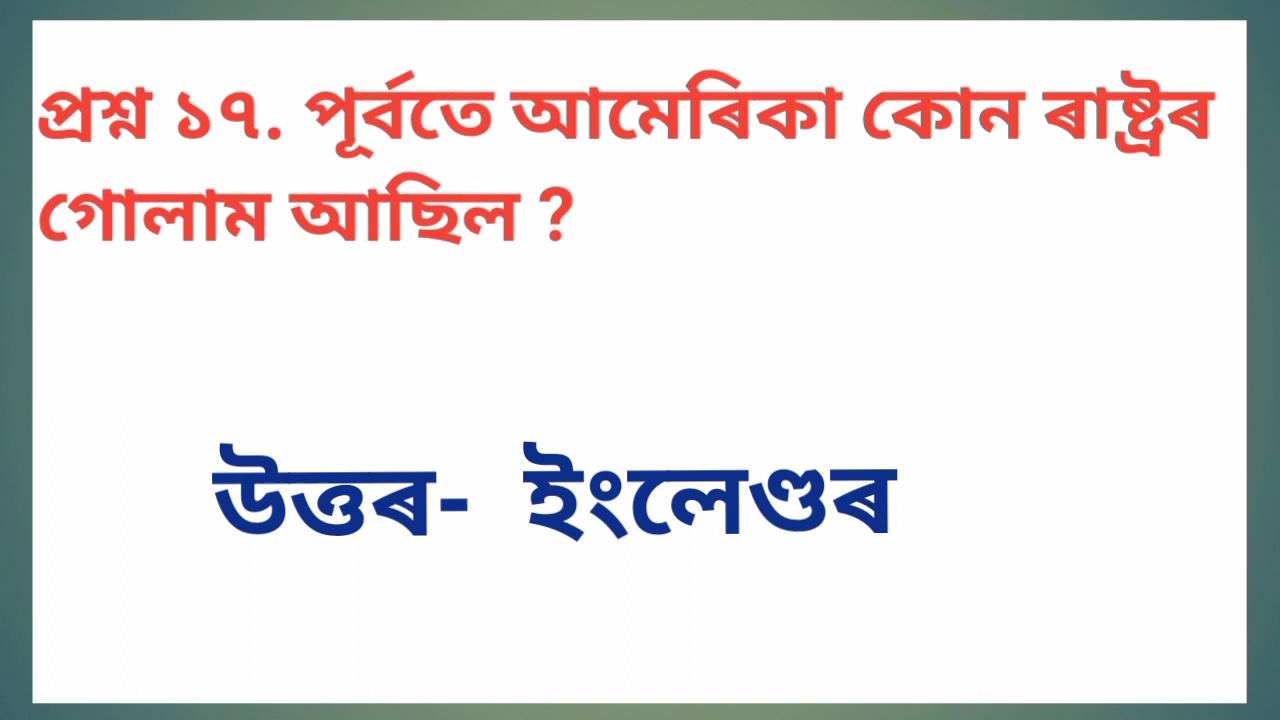 প্ৰশ্ন ১৭. পূৰ্বতে আমেৰিকা কোন ৰাষ্ট্ৰৰ
গোলাম আছিল ?
উত্তৰ- ইংলেণ্ডৰ